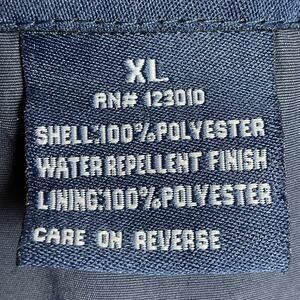 XL
RN# 123010
SHELL:100%POLYESTER
WATER REPELLENT FINISH
LINING:100%POLYESTER
CARE ON REVERSE